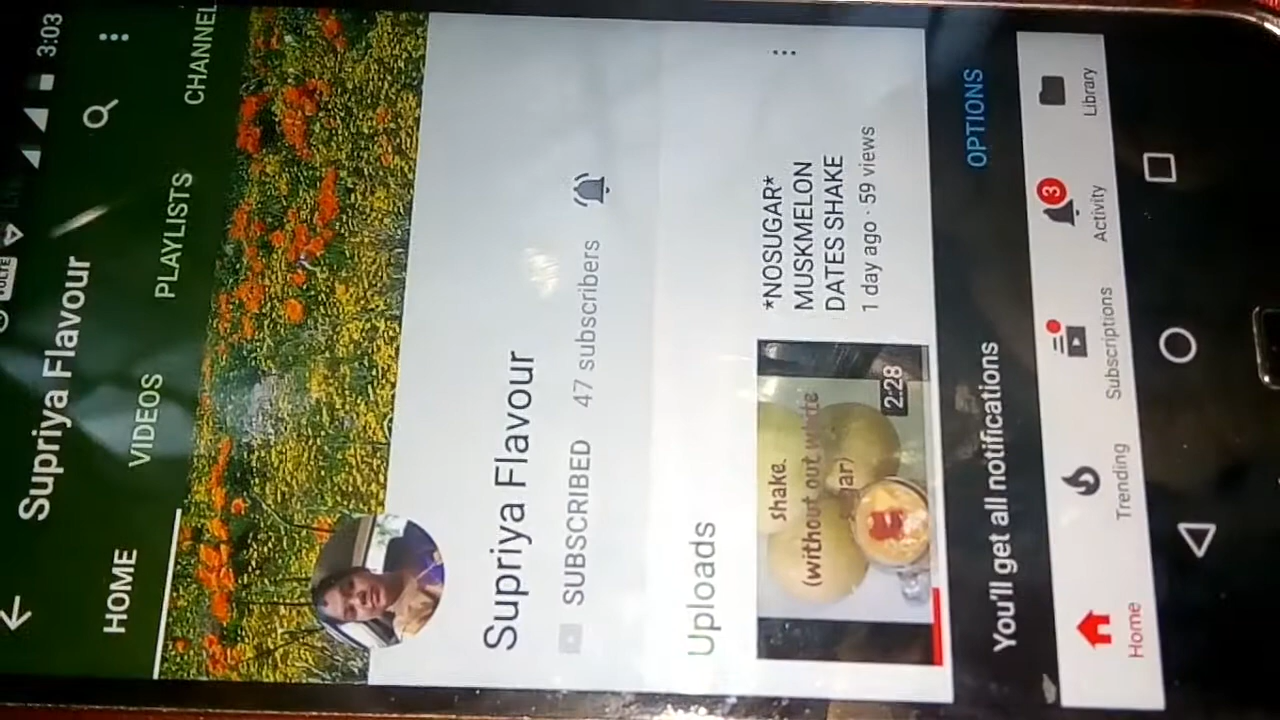 3:03
Supriya Flavour
HOME VIDEOS PLAYLISTS CHANNEL
Supriya Flavour
SUBSCRIBED 47 subscribers
Uploads
shake.
(without out white
2:28
*NOSUGAR*
MUSKMELON
DATES SHAKE
1 day ago · 59 views
You'll get all notifications OPTIONS
3
Home Trending Subscriptions Activity Library